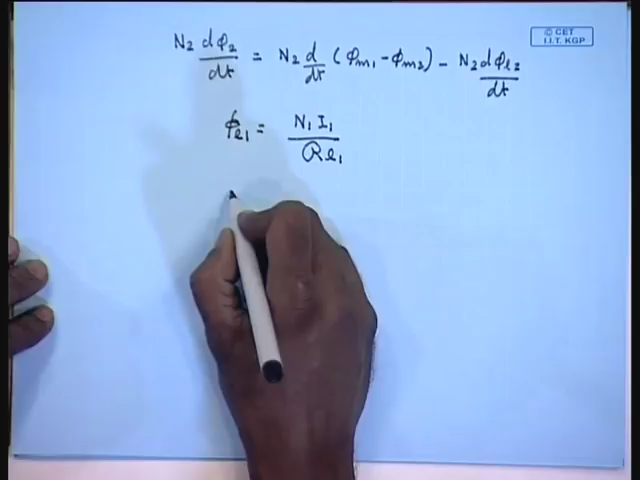 © CET
I.I.T. KGP
N₂ dφ₂/dt = N₂ d/dt (φₘ₁ - φₘ₂) - N₂ dφₗ₂/dt
φₗ₁ = N₁ I₁ / ℛₗ₁